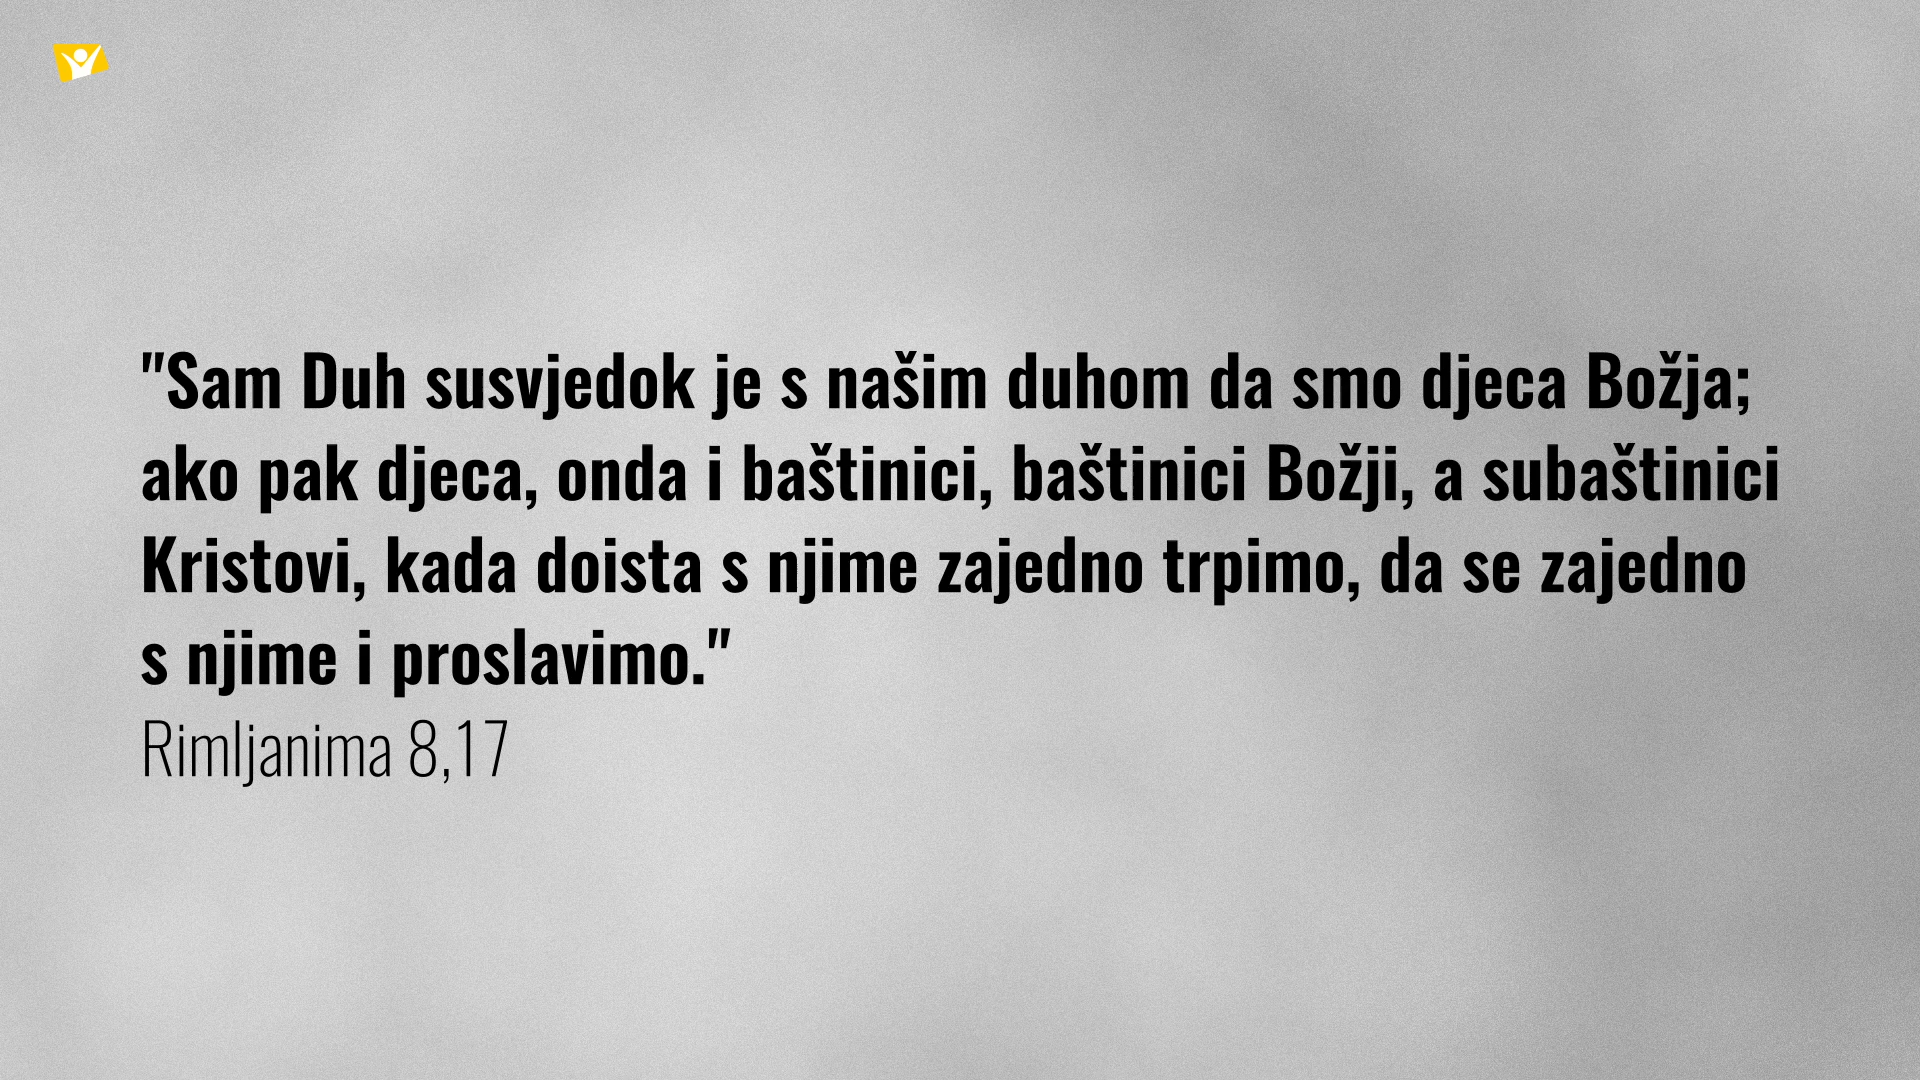 "Sam Duh susvjedok je s našim duhom da smo djeca Božja;
ako pak djeca, onda i baštinici, baštinici Božji, a subaštinici
Kristovi, kada doista s njime zajedno trpimo, da se zajedno
s njime i proslavimo."
Rimljanima 8,17